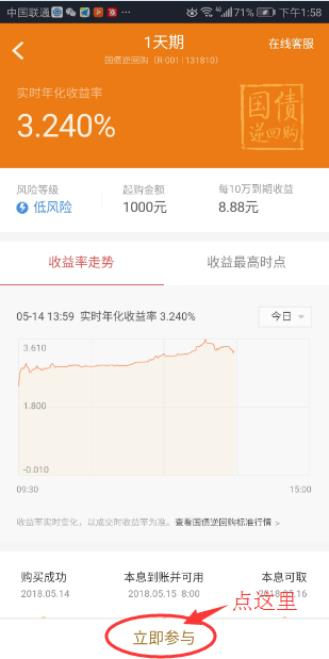 中国联通 71% 下午1:58
1天期 在线客服
国债逆回购 (R-001 | 131810)
实时年化收益率
3.240%
国债
逆回购
风险等级 起购金额 每10万到期收益
低风险 1000元 8.88元
收益率走势 收益最高时点
05-14 13:59 实时年化收益率 3.240% 今日
3.610
1.800
-0.010
09:30 15:00
收益率实时变化，以成交时收益率为准。查看国债逆回购标准行情 >
购买成功 本息到账并可用 本息可取
2018.05.14 2018.05.15 8:00 2018.05.16
点这里
立即参与